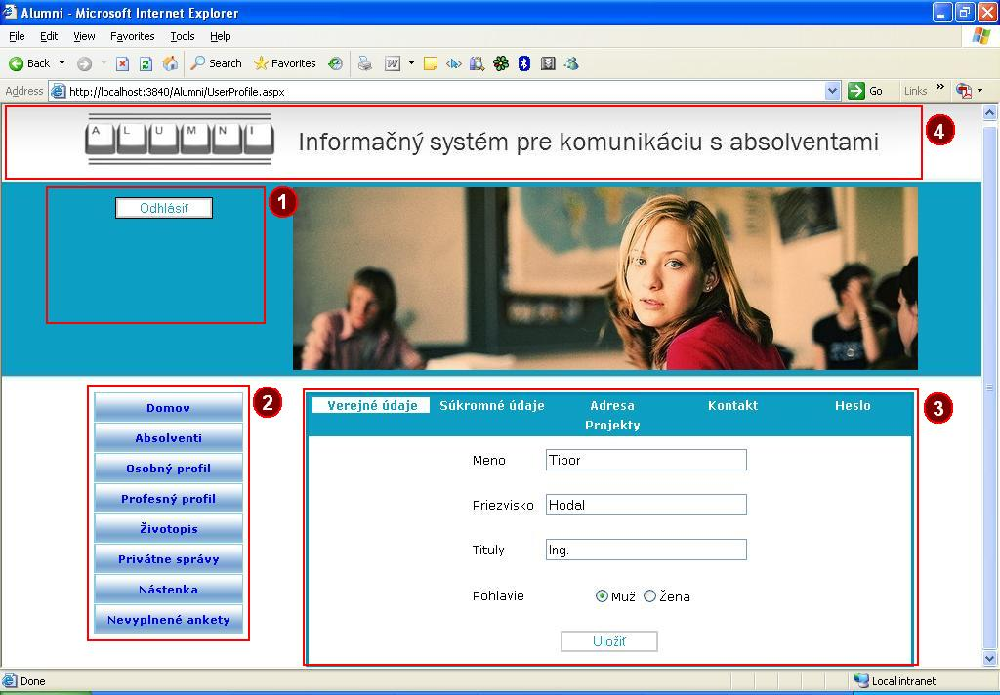 Alumni - Microsoft Internet Explorer
File Edit View Favorites Tools Help
Back Search Favorites
Address http://localhost:3840/Alumni/UserProfile.aspx Go Links »
ALUMNI Informačný systém pre komunikáciu s absolventami 4
Odhlásiť 1
2
Domov
Absolventi
Osobný profil
Profesný profil
Životopis
Privátne správy
Nástenka
Nevyplnené ankety
3
Verejné údaje Súkromné údaje Adresa Kontakt Heslo
Projekty
Meno Tibor
Priezvisko Hodal
Tituly Ing.
Pohlavie Muž Žena
Uložiť
Done Local intranet